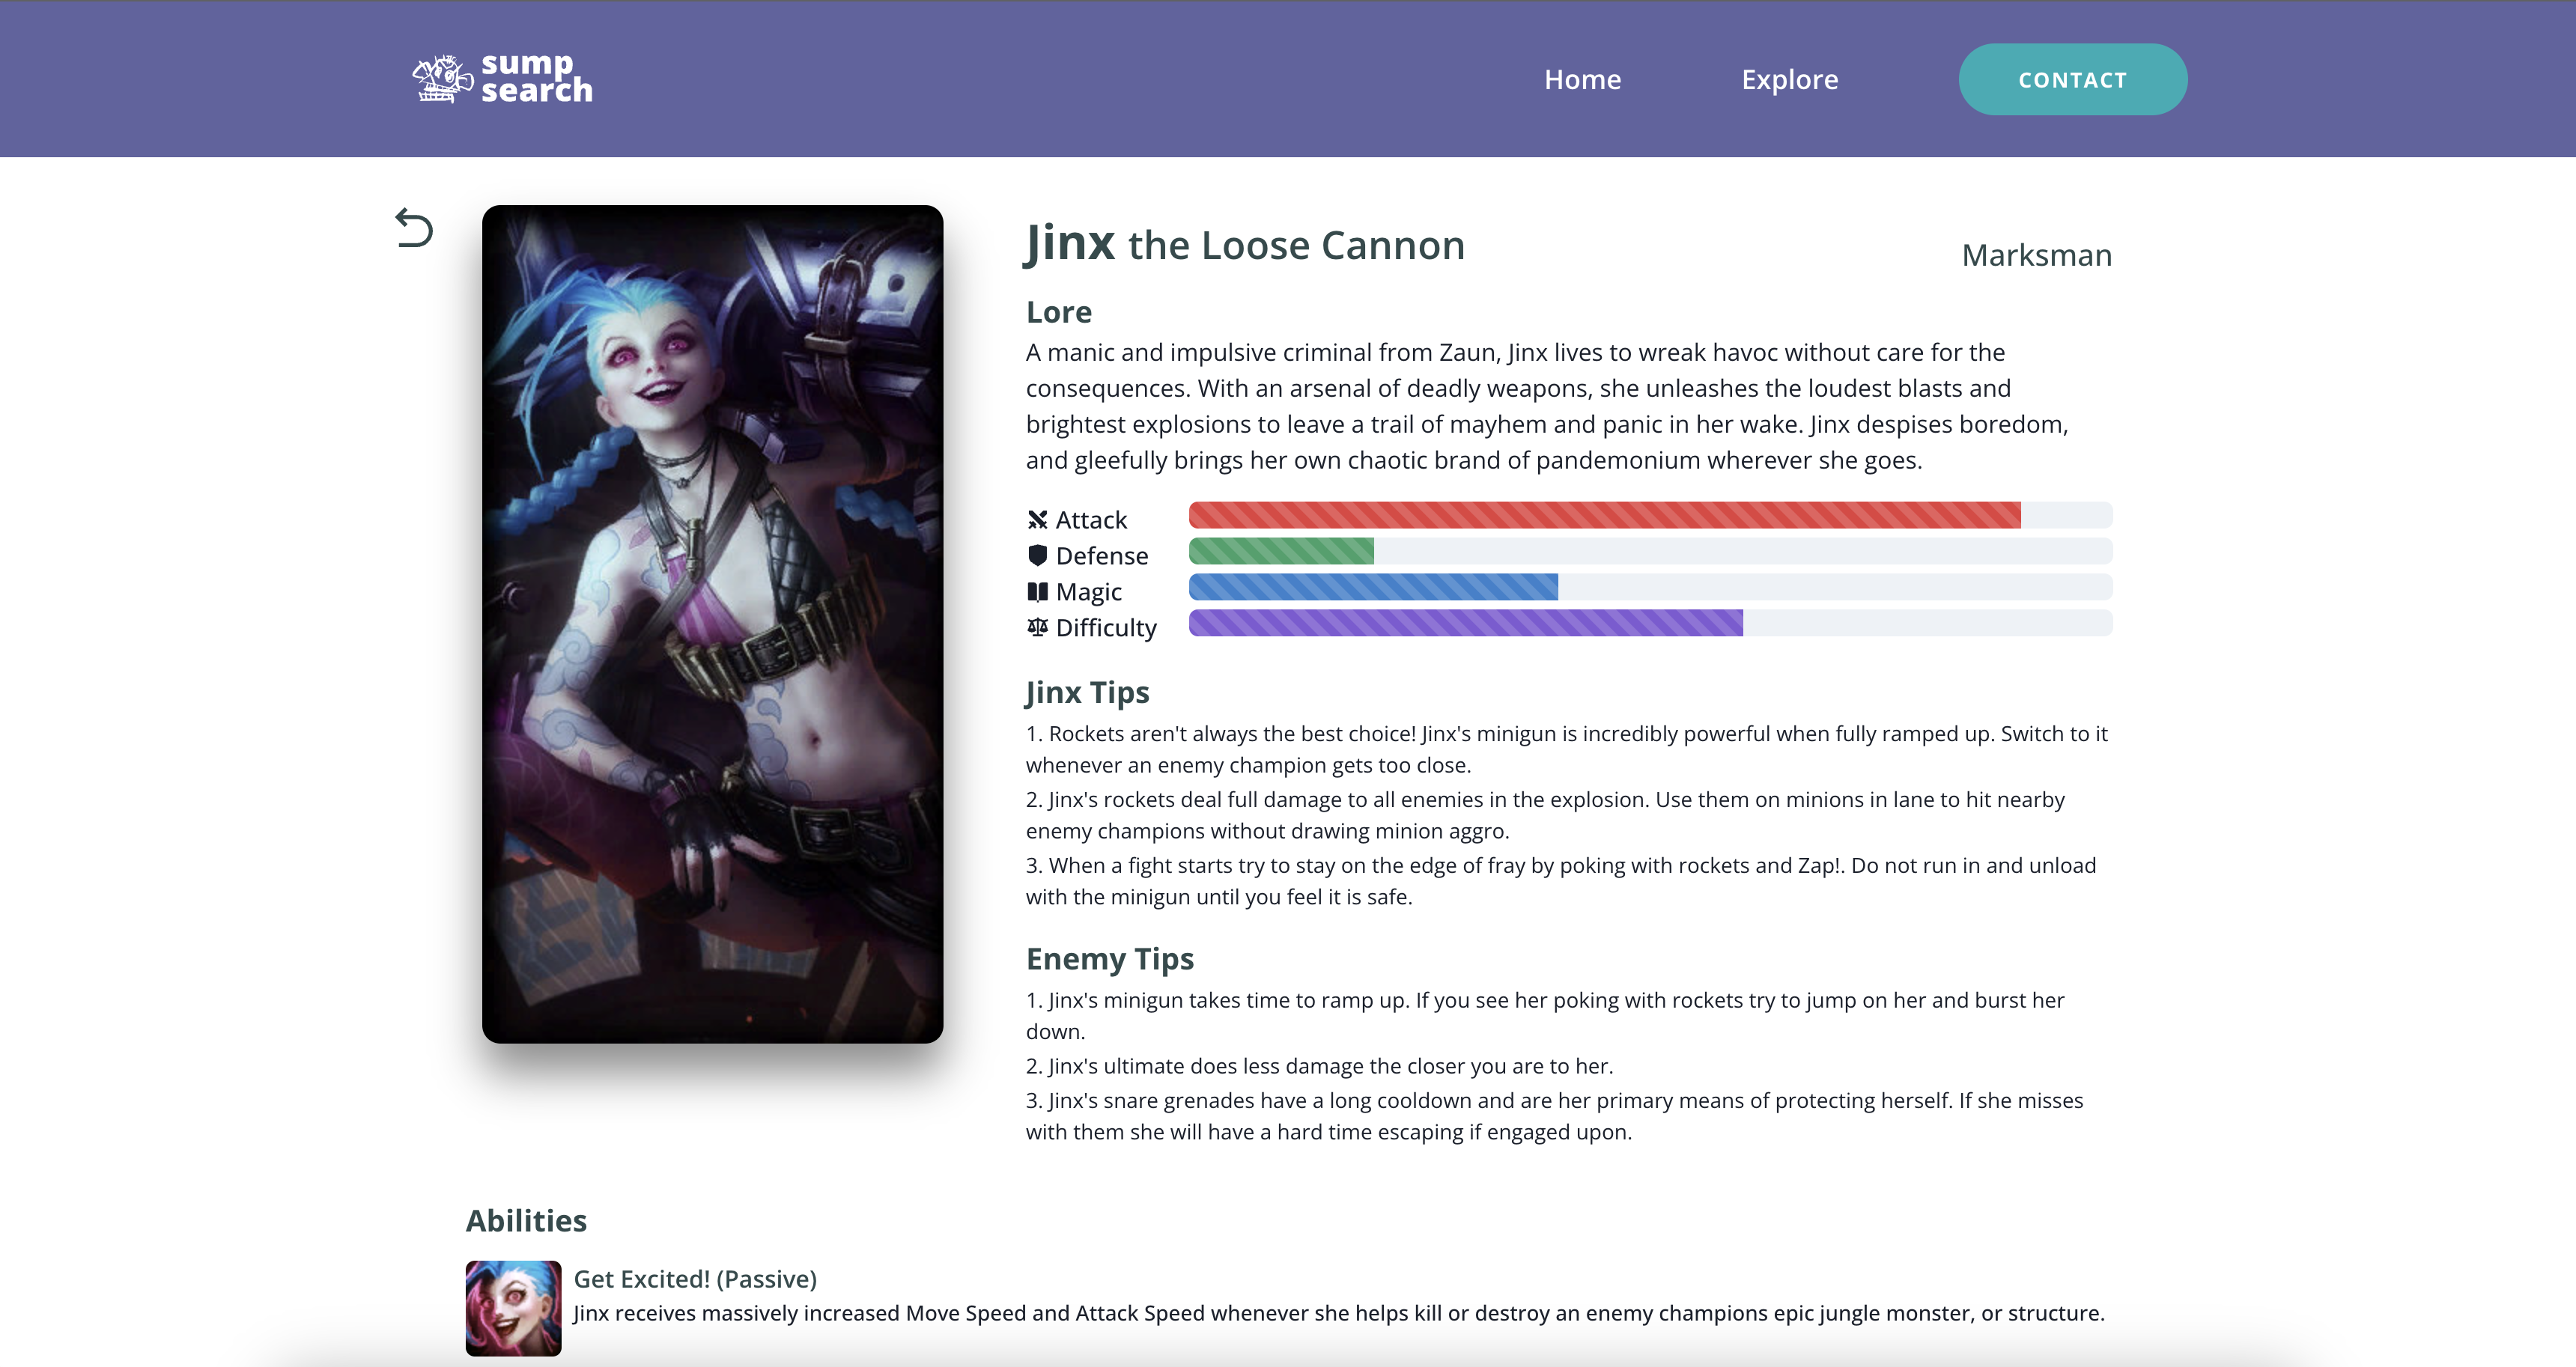 sump
search
Home
Explore
CONTACT
Jinx the Loose Cannon
Marksman
Lore
A manic and impulsive criminal from Zaun, Jinx lives to wreak havoc without care for the
consequences. With an arsenal of deadly weapons, she unleashes the loudest blasts and
brightest explosions to leave a trail of mayhem and panic in her wake. Jinx despises boredom,
and gleefully brings her own chaotic brand of pandemonium wherever she goes.
Attack
Defense
Magic
Difficulty
Jinx Tips
1. Rockets aren't always the best choice! Jinx's minigun is incredibly powerful when fully ramped up. Switch to it
whenever an enemy champion gets too close.
2. Jinx's rockets deal full damage to all enemies in the explosion. Use them on minions in lane to hit nearby
enemy champions without drawing minion aggro.
3. When a fight starts try to stay on the edge of fray by poking with rockets and Zap!. Do not run in and unload
with the minigun until you feel it is safe.
Enemy Tips
1. Jinx's minigun takes time to ramp up. If you see her poking with rockets try to jump on her and burst her
down.
2. Jinx's ultimate does less damage the closer you are to her.
3. Jinx's snare grenades have a long cooldown and are her primary means of protecting herself. If she misses
with them she will have a hard time escaping if engaged upon.
Abilities
Get Excited! (Passive)
Jinx receives massively increased Move Speed and Attack Speed whenever she helps kill or destroy an enemy champions epic jungle monster, or structure.